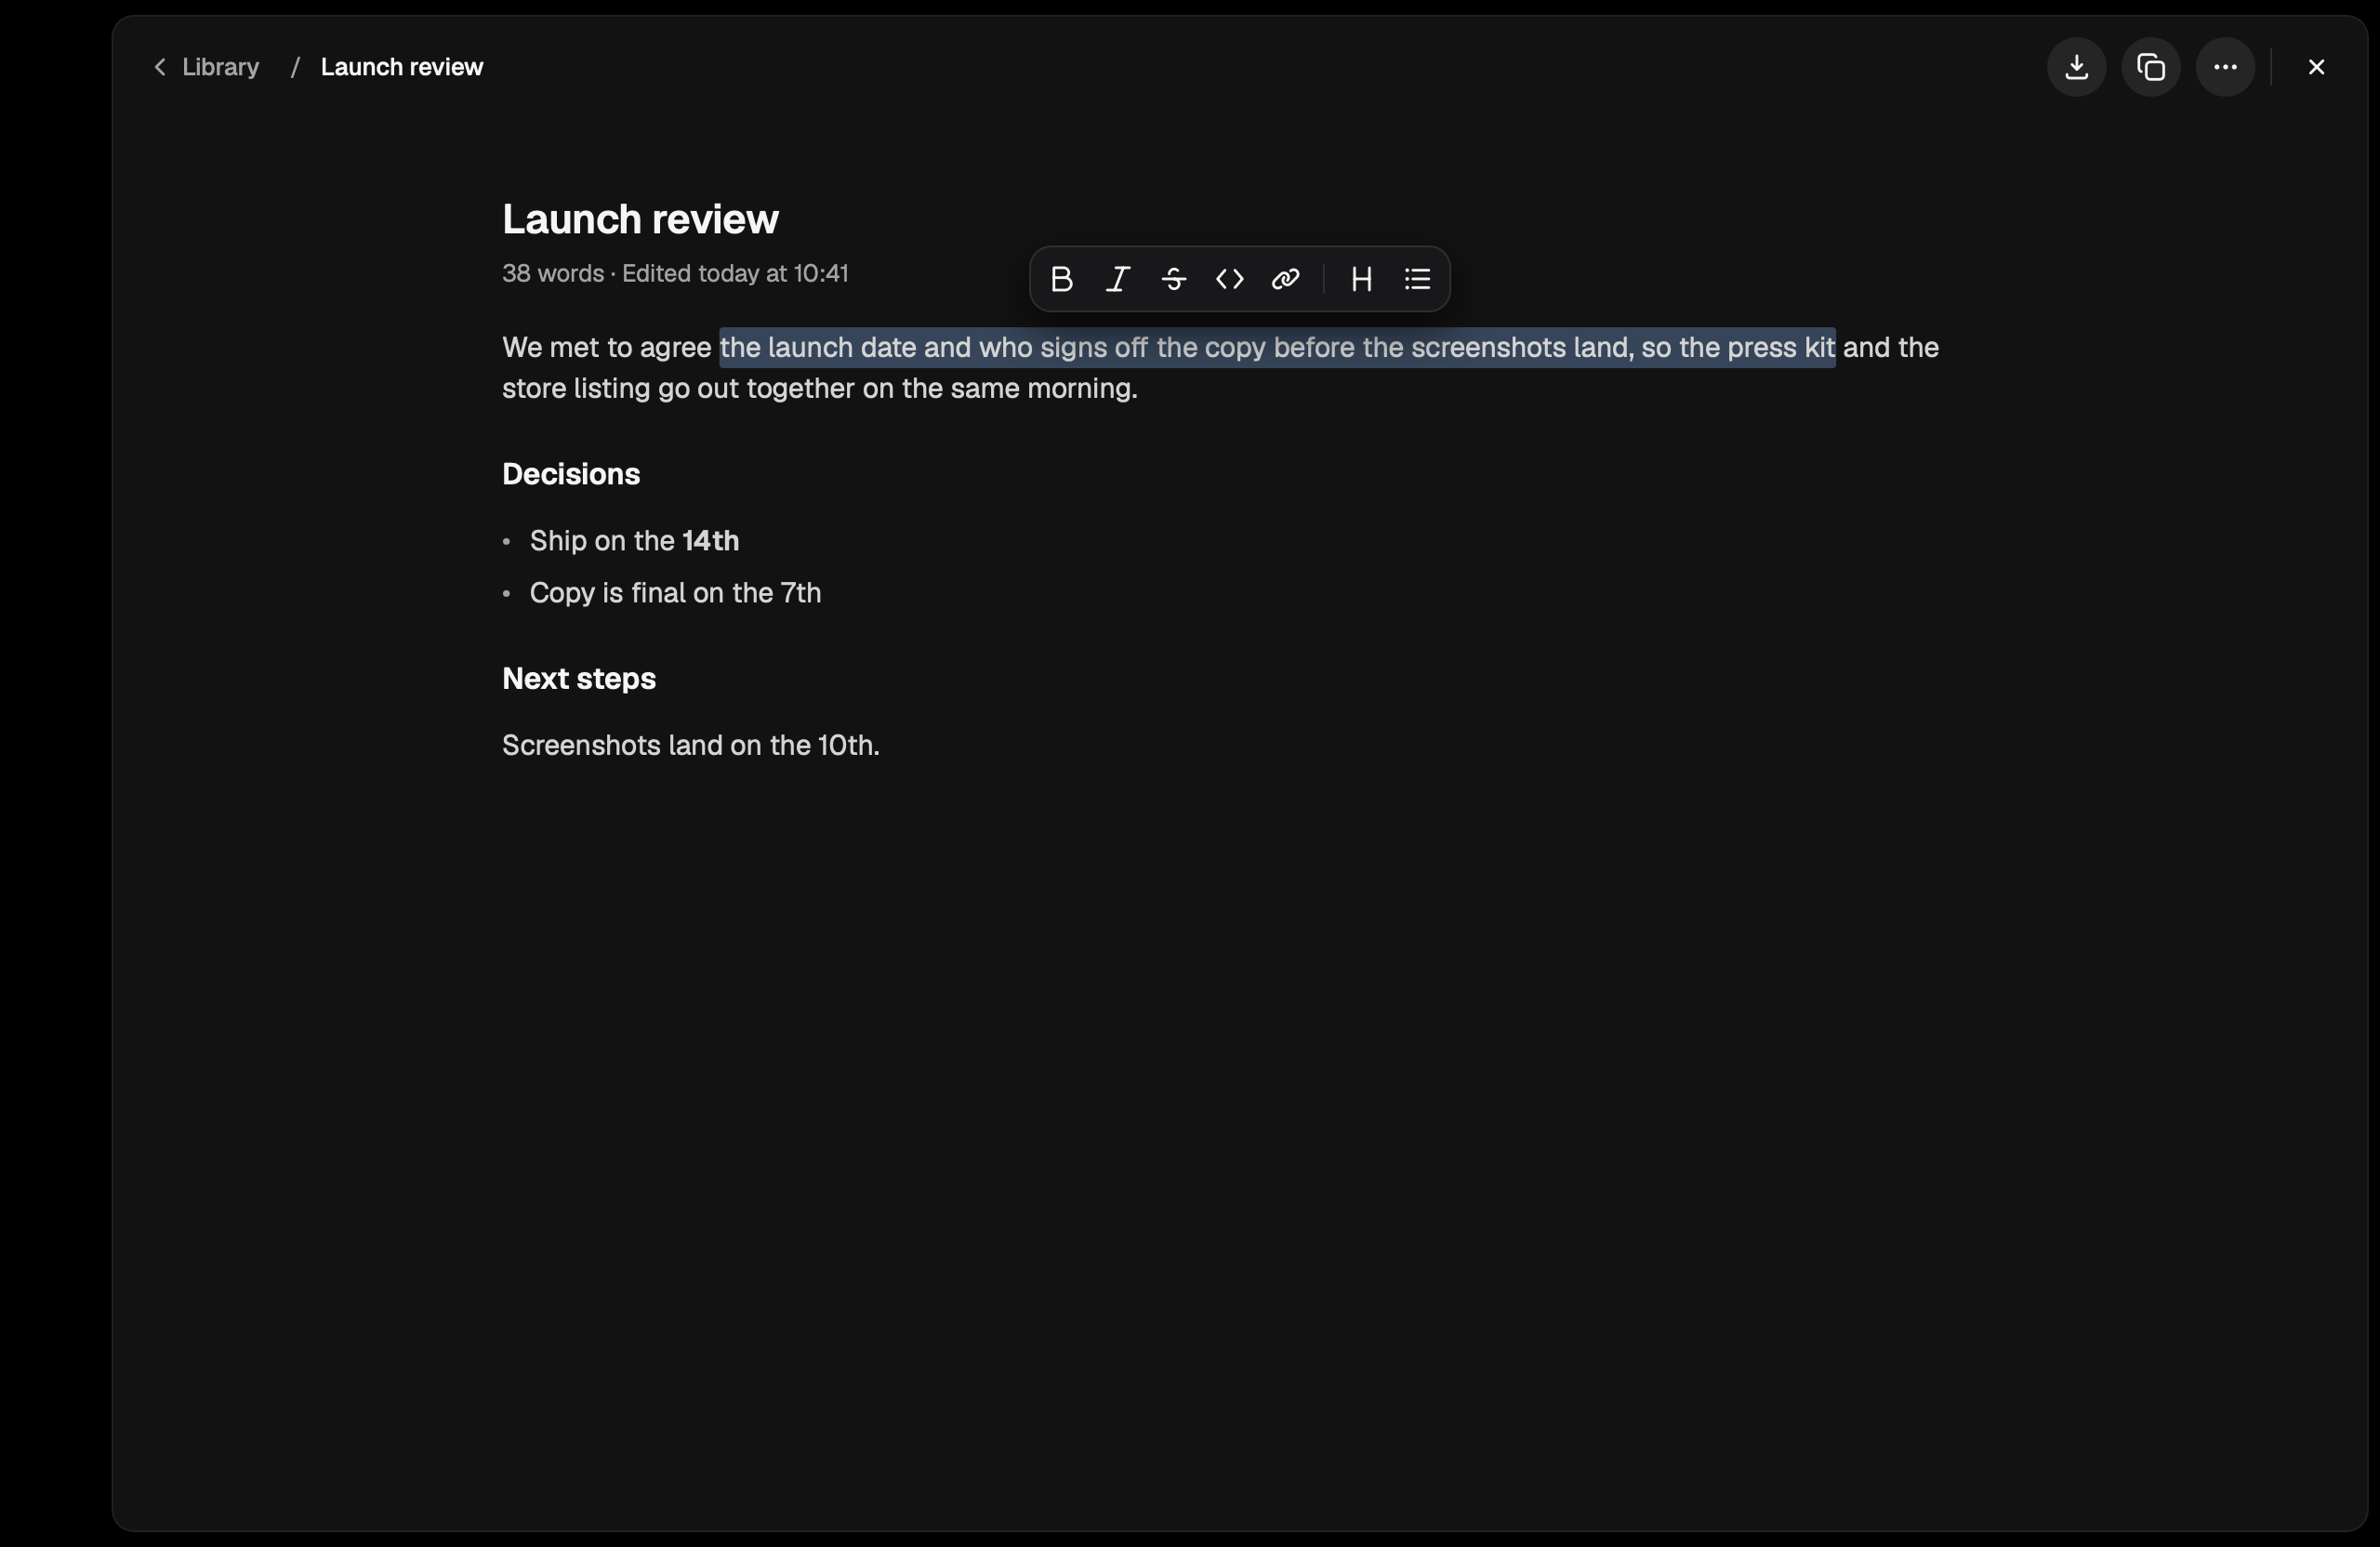 Library / Launch review
Launch review
38 words · Edited today at 10:41
We met to agree the launch date and who signs off the copy before the screenshots land, so the press kit and the
store listing go out together on the same morning.
Decisions
• Ship on the 14th
• Copy is final on the 7th
Next steps
Screenshots land on the 10th.